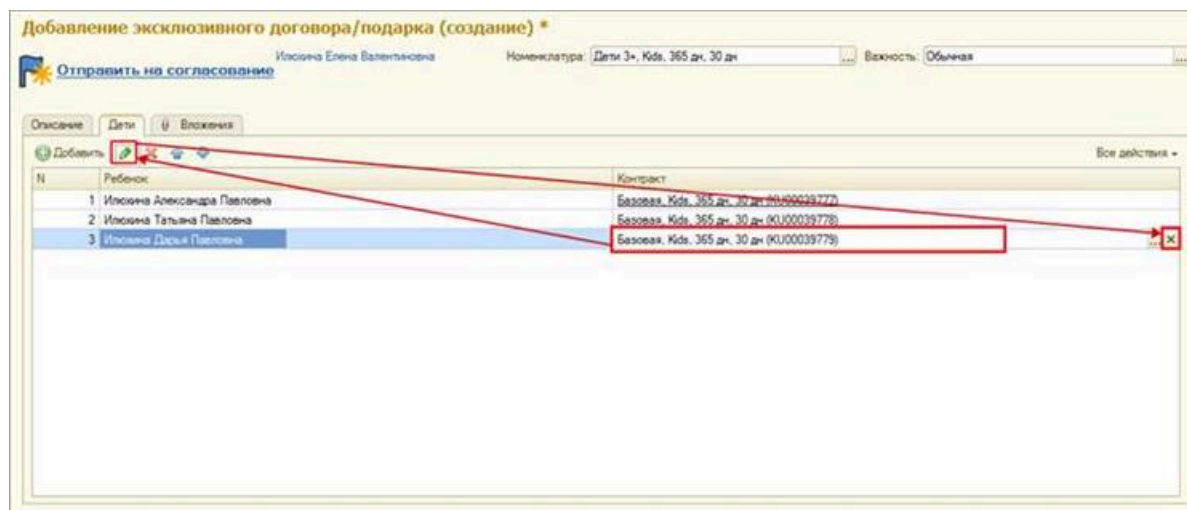 Добавление эксклюзивного договора/подарка (создание) *
Отправить на согласование
Илюхина Елена Валентиновна
Номенклатура: Дети 3+, Kids, 365 дн, 30 дн ...
Важность: Обычная ...
Описание Дети Вложения
Добавить
Все действия
N Ребенок Контракт
1 Илюхина Александра Павловна Базовая, Kids, 365 дн, 30 дн (KU00039777)
2 Илюхина Татьяна Павловна Базовая, Kids, 365 дн, 30 дн (KU00039778)
3 Илюхина Дарья Павловна Базовая, Kids, 365 дн, 30 дн (KU00039779) ... ×